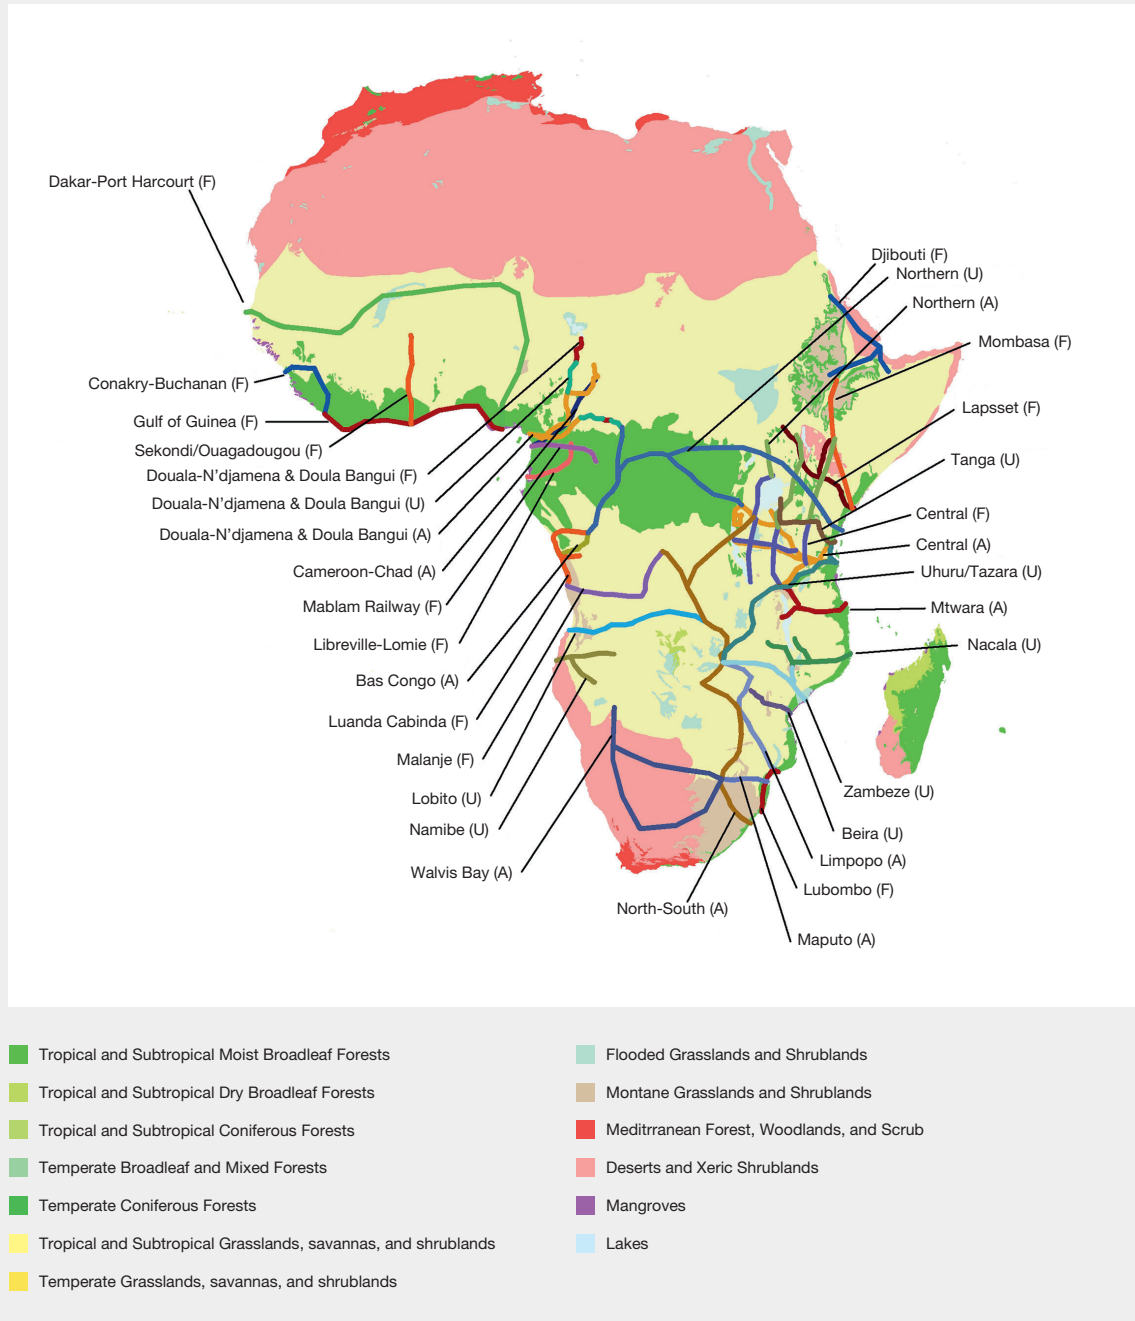 Dakar-Port Harcourt (F)
Djibouti (F)
Northern (U)
Northern (A)
Mombasa (F)
Conakry-Buchanan (F)
Lapsset (F)
Gulf of Guinea (F)
Sekondi/Ouagadougou (F)
Tanga (U)
Douala-N’djamena & Doula Bangui (F)
Douala-N’djamena & Doula Bangui (U)
Central (F)
Douala-N’djamena & Doula Bangui (A)
Central (A)
Cameroon-Chad (A)
Uhuru/Tazara (U)
Mablam Railway (F)
Mtwara (A)
Libreville-Lomie (F)
Nacala (U)
Bas Congo (A)
Luanda Cabinda (F)
Malanje (F)
Lobito (U)
Zambeze (U)
Namibe (U)
Beira (U)
Limpopo (A)
Walvis Bay (A)
Lubombo (F)
North-South (A)
Maputo (A)
Tropical and Subtropical Moist Broadleaf Forests
Tropical and Subtropical Dry Broadleaf Forests
Tropical and Subtropical Coniferous Forests
Temperate Broadleaf and Mixed Forests
Temperate Coniferous Forests
Tropical and Subtropical Grasslands, savannas, and shrublands
Temperate Grasslands, savannas, and shrublands
Flooded Grasslands and Shrublands
Montane Grasslands and Shrublands
Meditrranean Forest, Woodlands, and Scrub
Deserts and Xeric Shrublands
Mangroves
Lakes